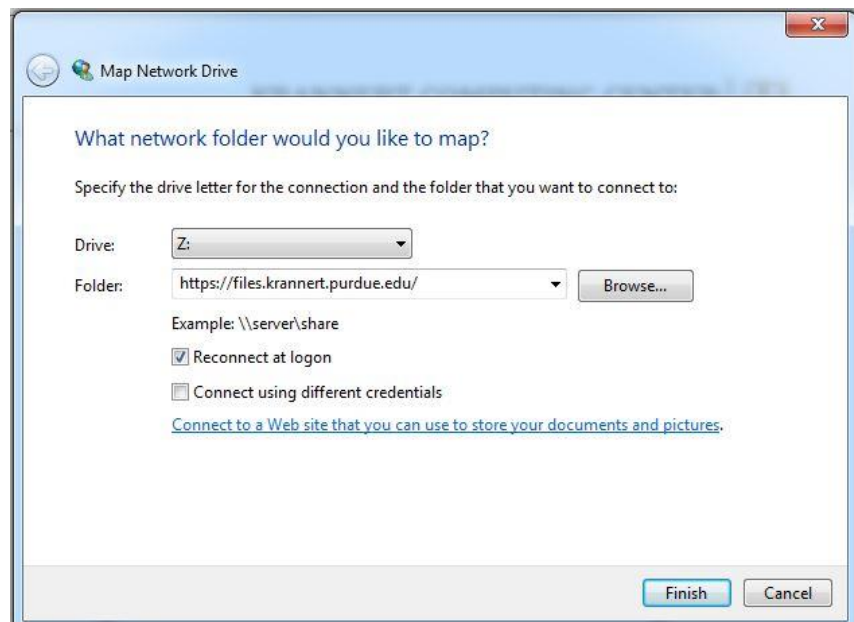 Map Network Drive
What network folder would you like to map?
Specify the drive letter for the connection and the folder that you want to connect to:
Drive: Z:
Folder: https://files.krannert.purdue.edu/ Browse...
Example: \\server\share
Reconnect at logon
Connect using different credentials
Connect to a Web site that you can use to store your documents and pictures.
Finish Cancel